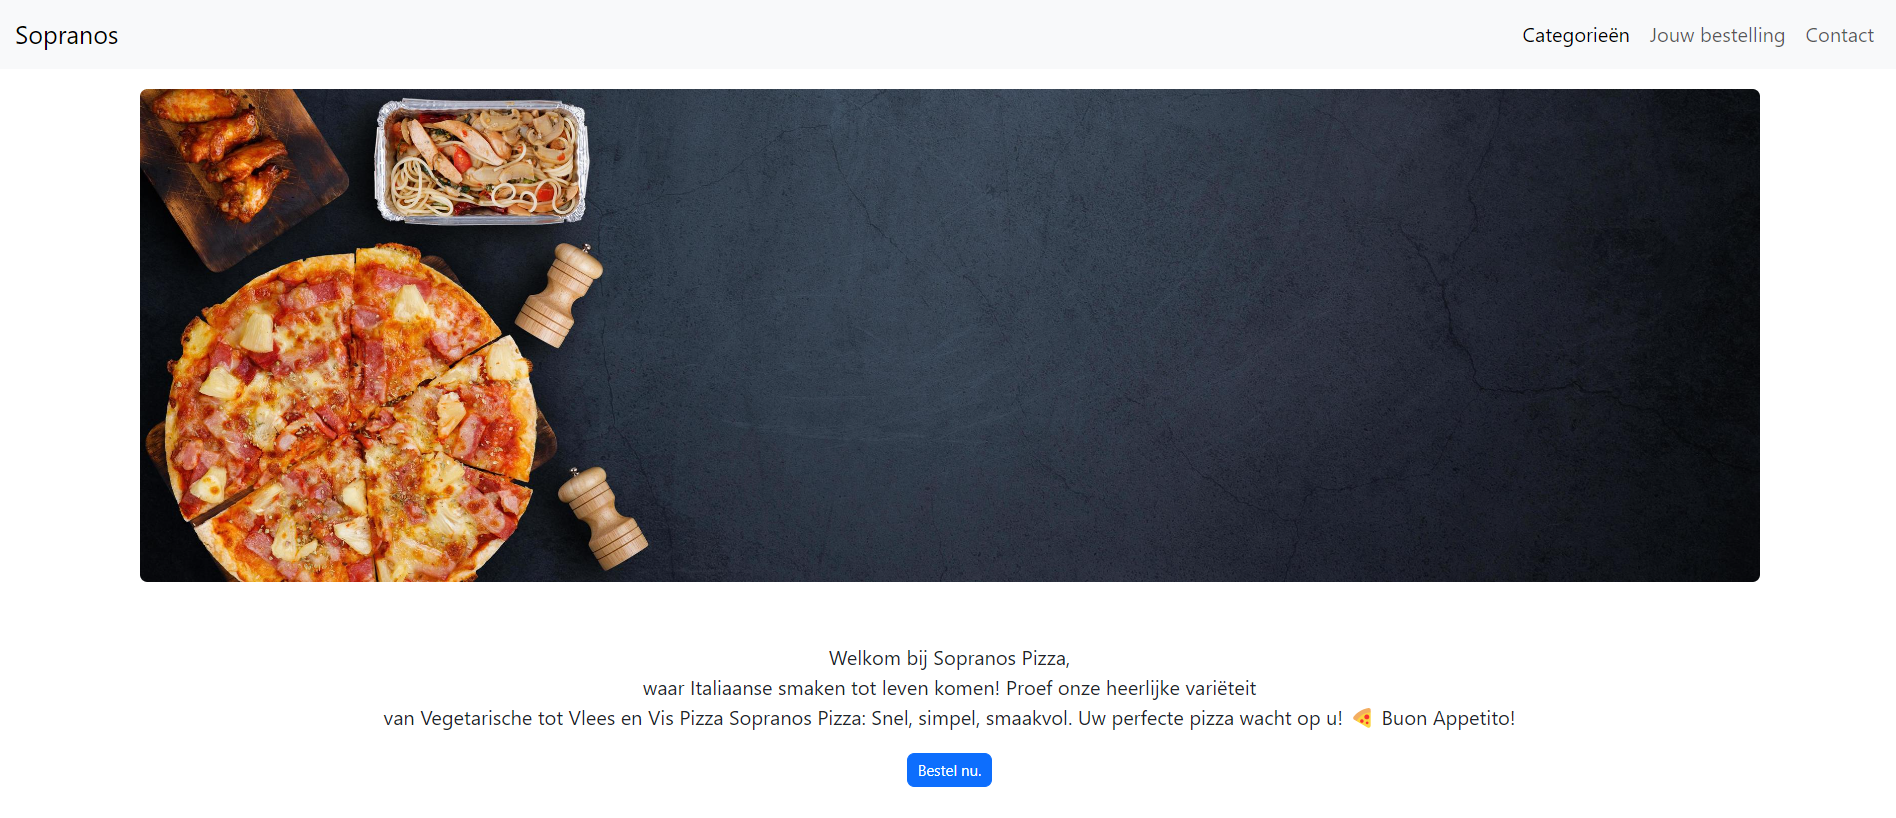 Sopranos
Categorieën Jouw bestelling Contact
Welkom bij Sopranos Pizza,
waar Italiaanse smaken tot leven komen! Proef onze heerlijke variëteit
van Vegetarische tot Vlees en Vis Pizza Sopranos Pizza: Snel, simpel, smaakvol. Uw perfecte pizza wacht op u! 🍕 Buon Appetito!
Bestel nu.